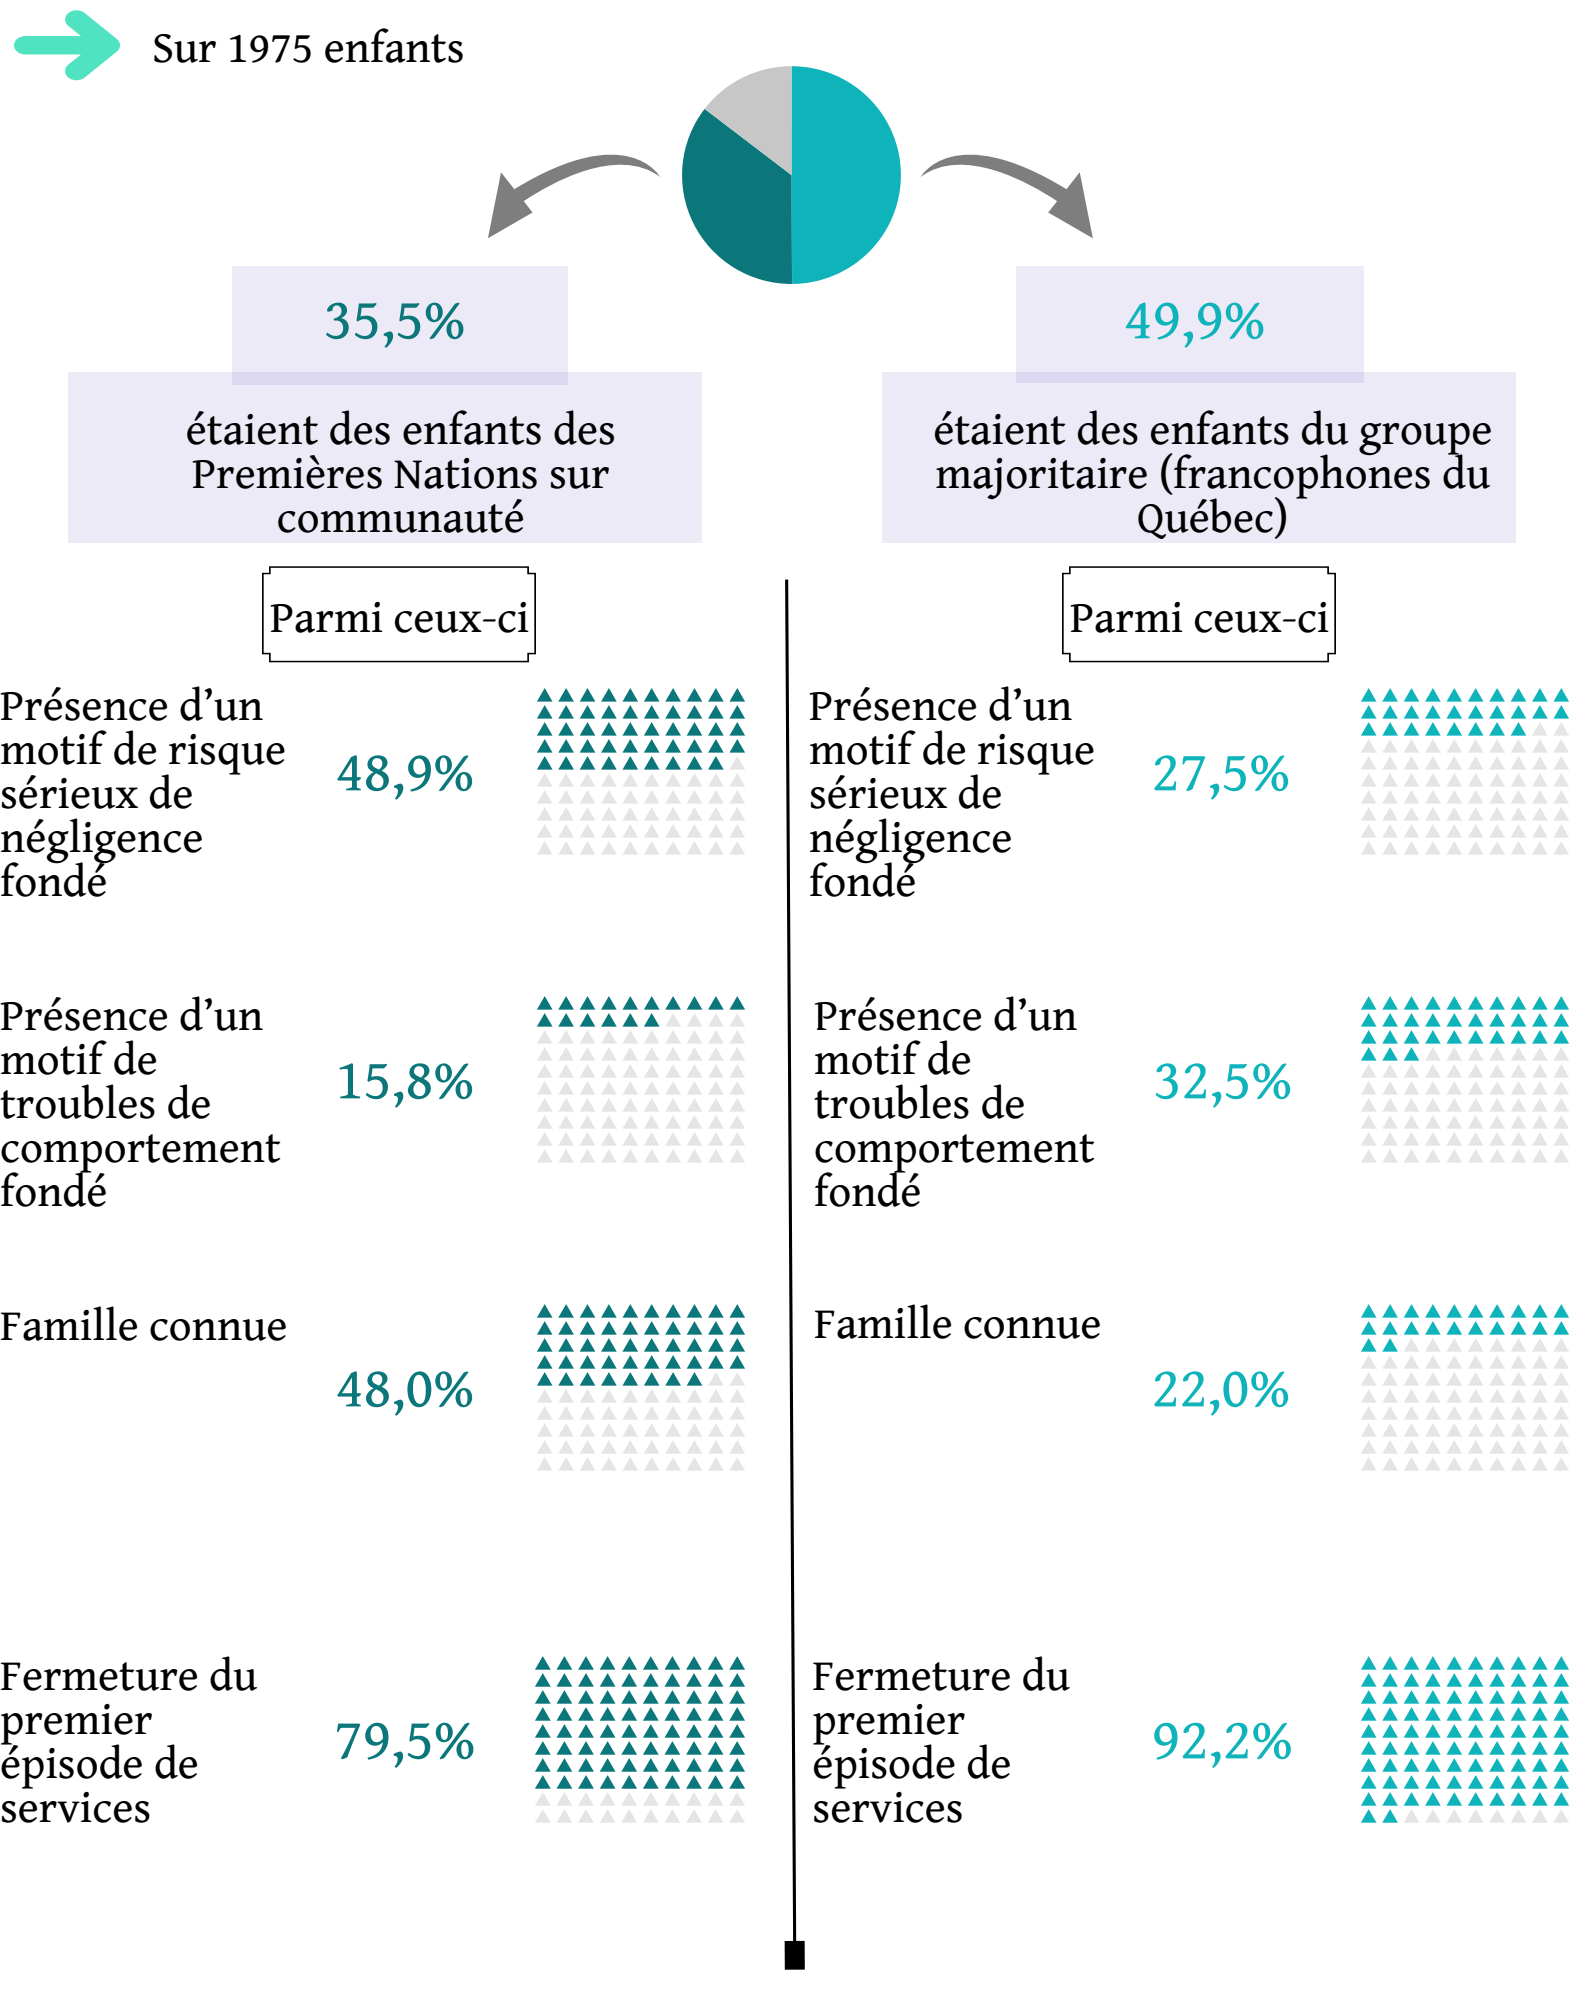 Sur 1975 enfants
35,5%
étaient des enfants des
Premières Nations sur
communauté
Parmi ceux-ci
Présence d’un
motif de risque
sérieux de
négligence
fondé
48,9%
Présence d’un
motif de
troubles de
comportement
fondé
15,8%
Famille connue
48,0%
Fermeture du
premier
épisode de
services
79,5%
49,9%
étaient des enfants du groupe
majoritaire (francophones du
Québec)
Parmi ceux-ci
Présence d’un
motif de risque
sérieux de
négligence
fondé
27,5%
Présence d’un
motif de
troubles de
comportement
fondé
32,5%
Famille connue
22,0%
Fermeture du
premier
épisode de
services
92,2%